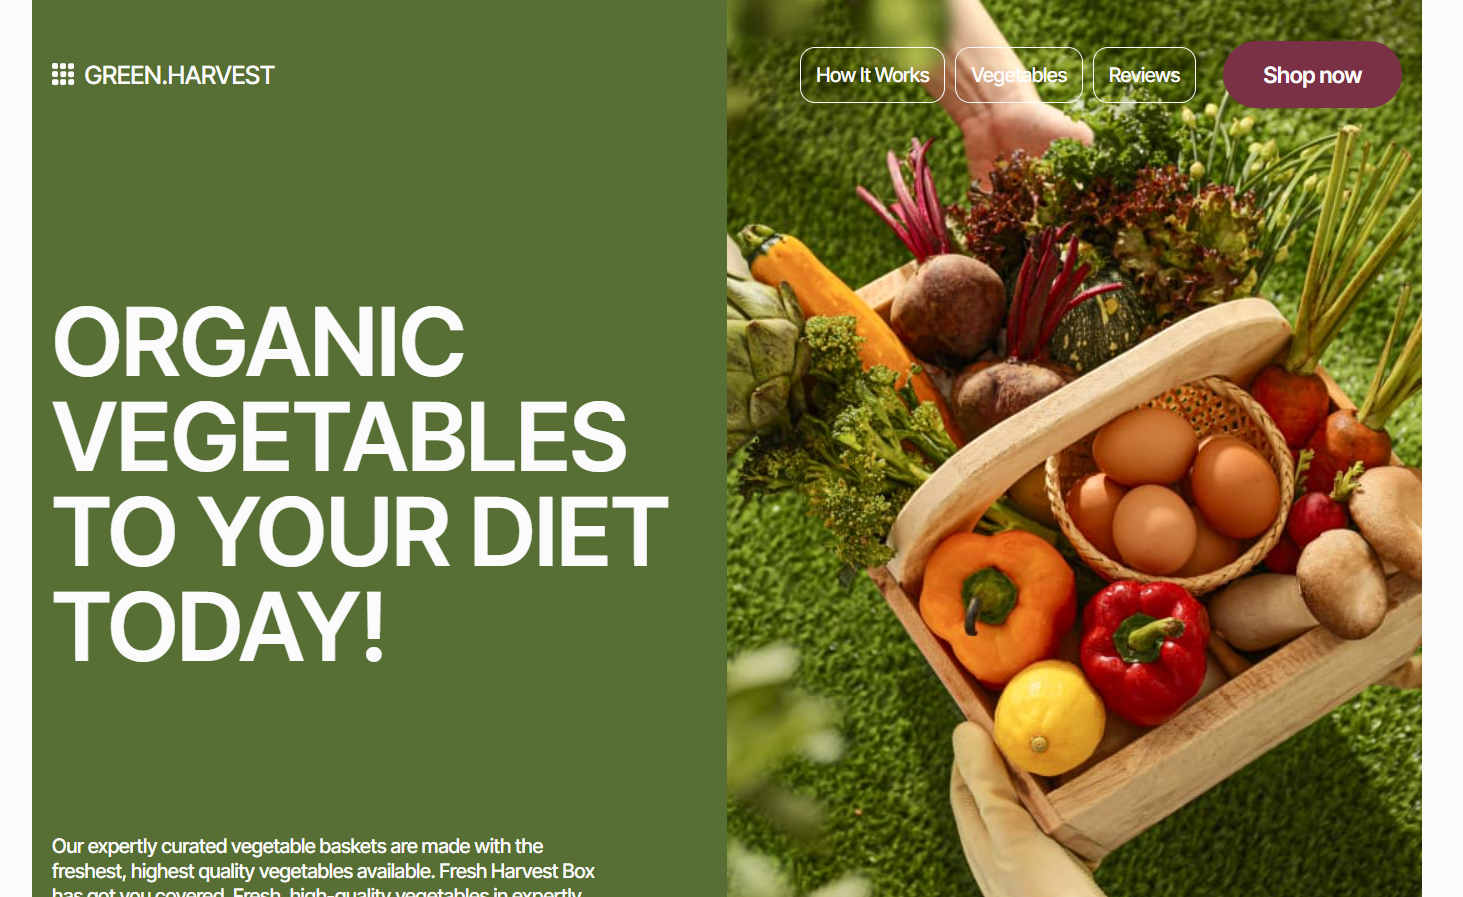 GREEN.HARVEST
How It Works
Vegetables
Reviews
Shop now
ORGANIC
VEGETABLES
TO YOUR DIET
TODAY!
Our expertly curated vegetable baskets are made with the
freshest, highest quality vegetables available. Fresh Harvest Box
has got you covered. Fresh, high-quality vegetables in expertly